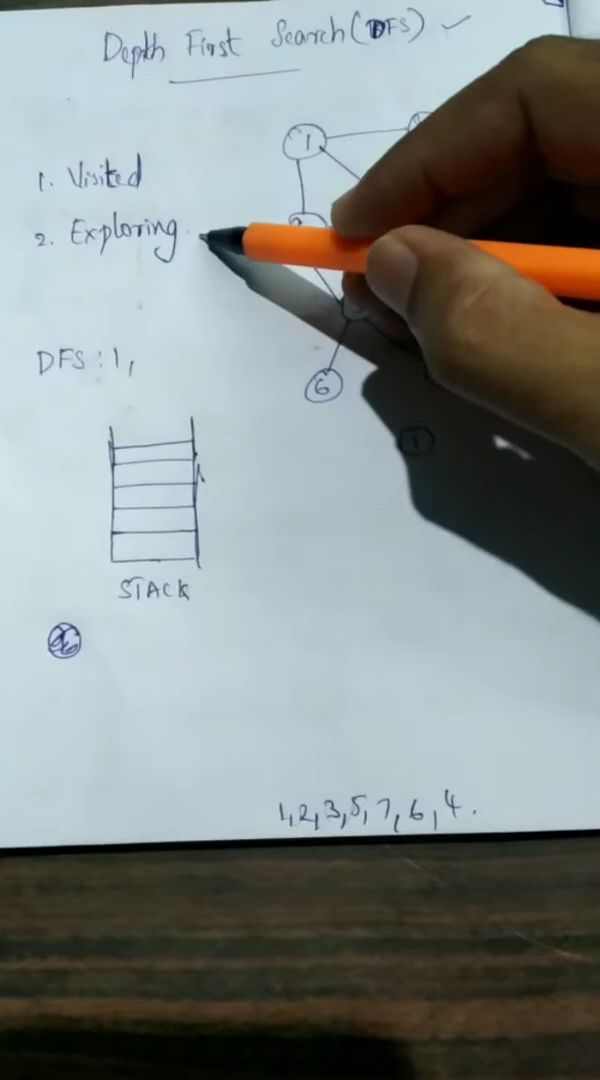 Depth First Search (DFS)
1. Visited
2. Exploring
1
6
DFS : 1,
STACK
1, 2, 3, 5, 7, 6, 4.